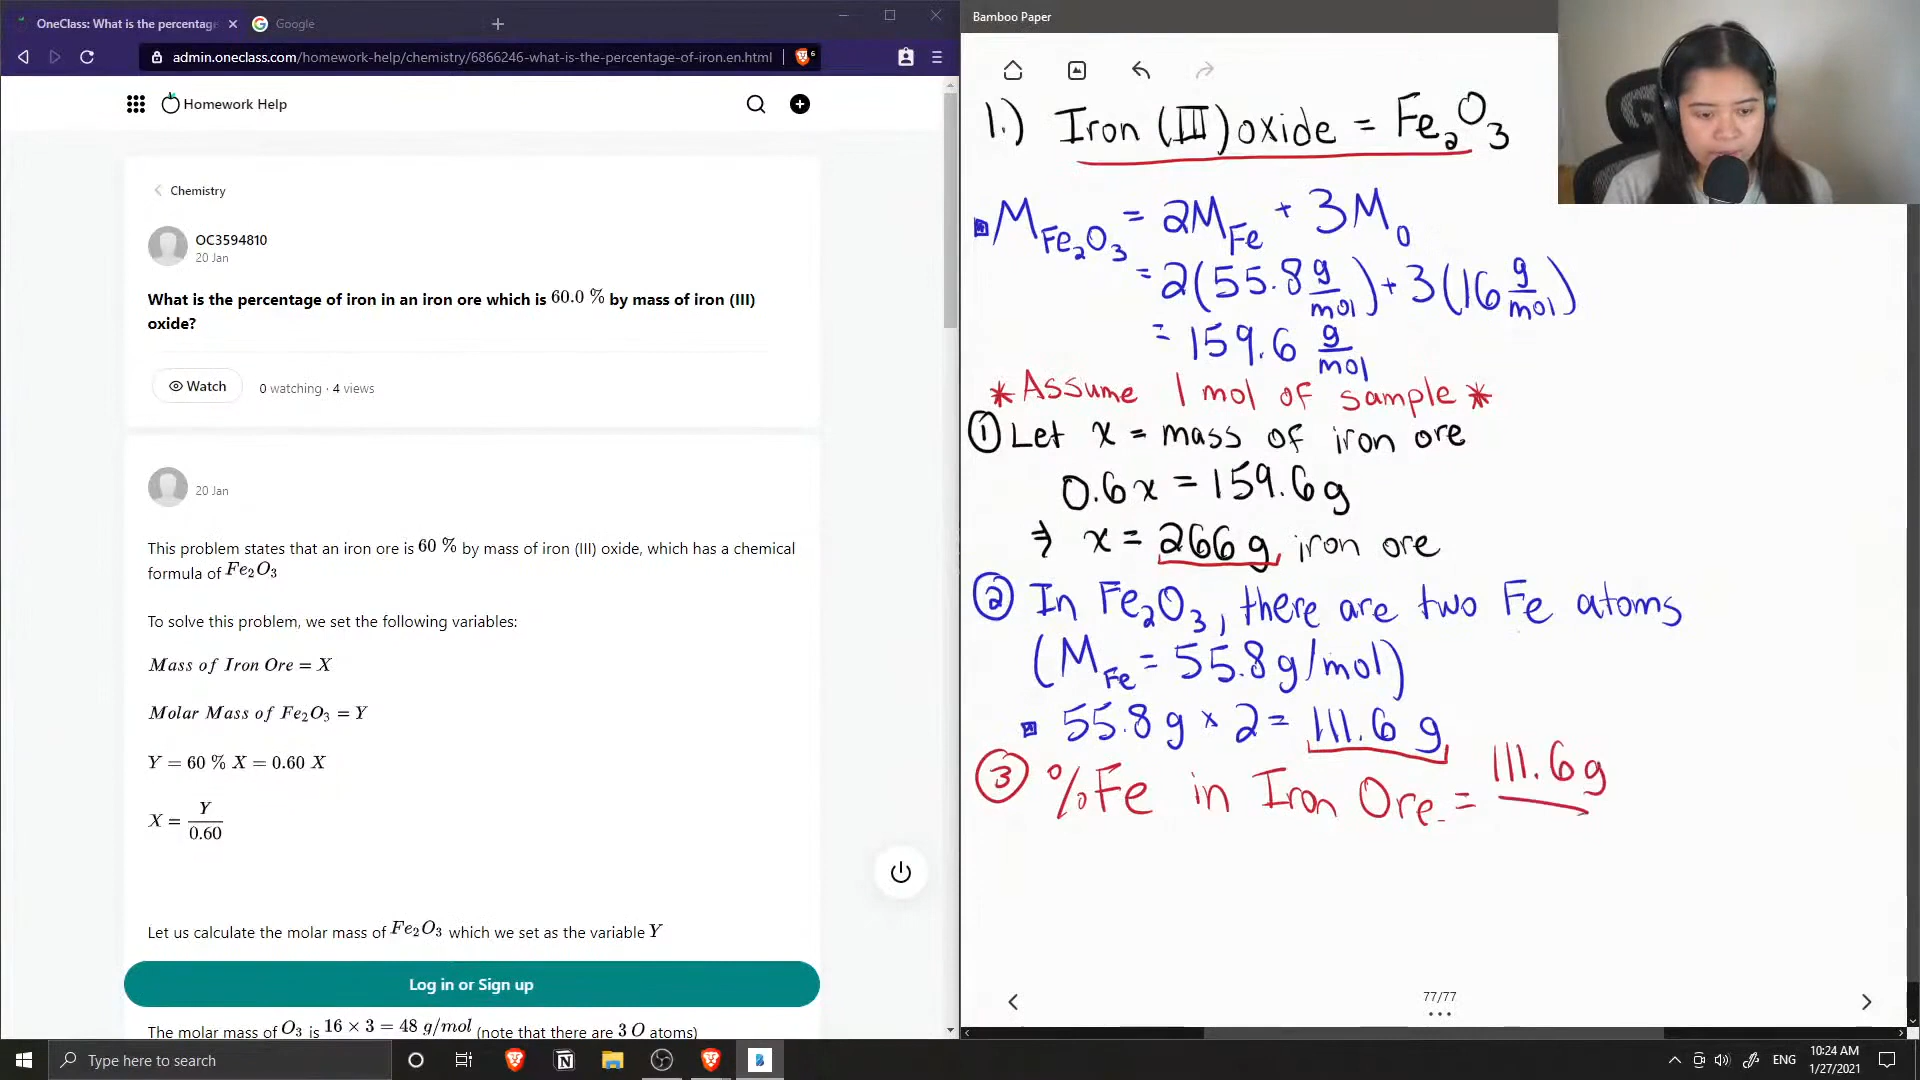 OneClass: What is the percentag
Google
admin.oneclass.com/homework-help/chemistry/6866246-what-is-the-percentage-of-iron.en.html
6
Homework Help
Chemistry
OC3594810
20 Jan
What is the percentage of iron in an iron ore which is 60.0 % by mass of iron (III)
oxide?
Watch
0 watching · 4 views
20 Jan
This problem states that an iron ore is 60 % by mass of iron (III) oxide, which has a chemical
formula of Fe₂O₃
To solve this problem, we set the following variables:
Mass of Iron Ore = X
Molar Mass of Fe₂O₃ = Y
Y = 60 % X = 0.60 X
X = Y / 0.60
Let us calculate the molar mass of Fe₂O₃ which we set as the variable Y
Log in or Sign up
The molar mass of O₃ is 16 × 3 = 48 g/mol (note that there are 3 O atoms)
Bamboo Paper
1.) Iron (III) oxide = Fe₂O₃
M Fe₂O₃ = 2M Fe + 3M O
= 2(55.8 g/mol) + 3(16 g/mol)
= 159.6 g/mol
*Assume 1 mol of sample*
① Let x = mass of iron ore
0.6x = 159.6g
⇒ x = 266 g iron ore
② In Fe₂O₃, there are two Fe atoms
(M Fe = 55.8 g/mol)
55.8 g × 2 = 111.6 g
③ %Fe in Iron Ore = 111.6g
77/77
Type here to search
ENG
10:24 AM
1/27/2021